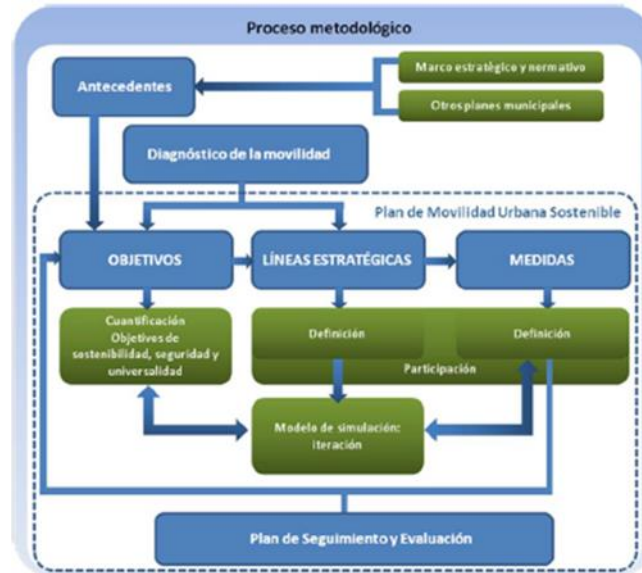 Proceso metodológico
Marco estratégico y normativo
Antecedentes
Otros planes municipales
Diagnóstico de la movilidad
Plan de Movilidad Urbana Sostenible
OBJETIVOS
LÍNEAS ESTRATÉGICAS
MEDIDAS
Cuantificación
Objetivos de
sostenibilidad, seguridad y
universalidad
Definición
Definición
Participación
Modelo de simulación:
iteración
Plan de Seguimiento y Evaluación